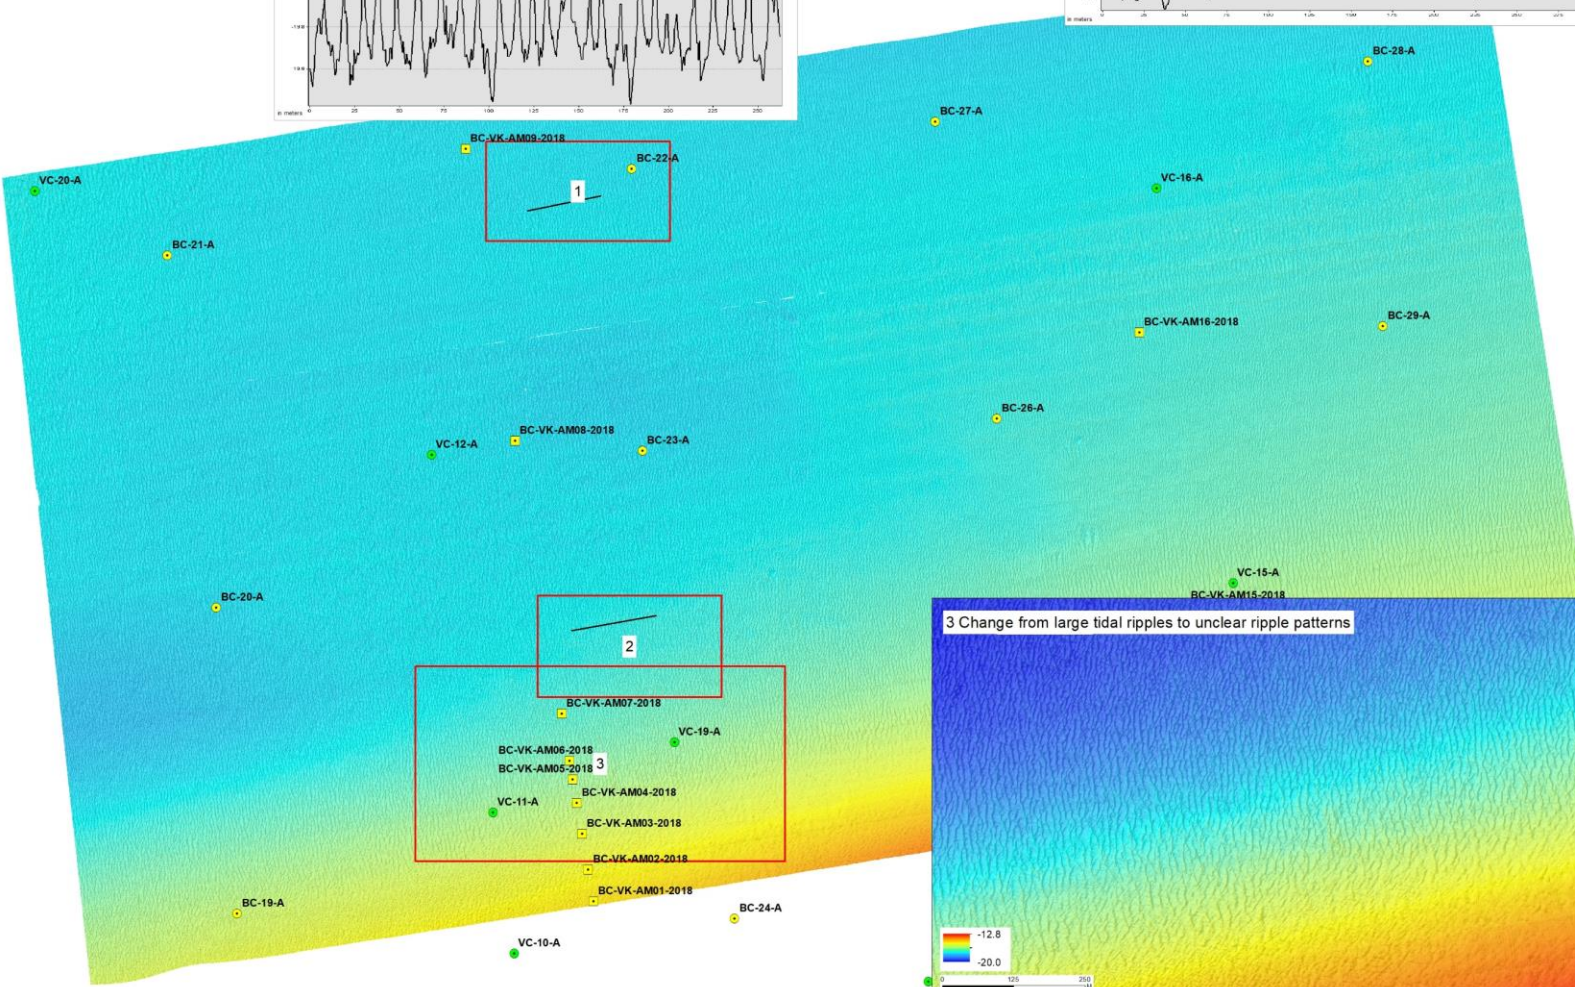 in meters
0 25 50 75 100 125 150 175 200 225 250
in meters
BC-28-A
BC-27-A
BC-VK-AM09-2018
BC-22-A
VC-20-A
VC-16-A
1
BC-21-A
BC-VK-AM16-2018
BC-29-A
BC-26-A
BC-VK-AM08-2018
VC-12-A
BC-23-A
VC-15-A
BC-VK-AM15-2018
BC-20-A
3 Change from large tidal ripples to unclear ripple patterns
2
BC-VK-AM07-2018
VC-19-A
BC-VK-AM06-2018
3
BC-VK-AM05-2018
BC-VK-AM04-2018
VC-11-A
BC-VK-AM03-2018
BC-VK-AM02-2018
BC-VK-AM01-2018
BC-19-A
BC-24-A
VC-10-A
-12.8
-20.0
0 125 250